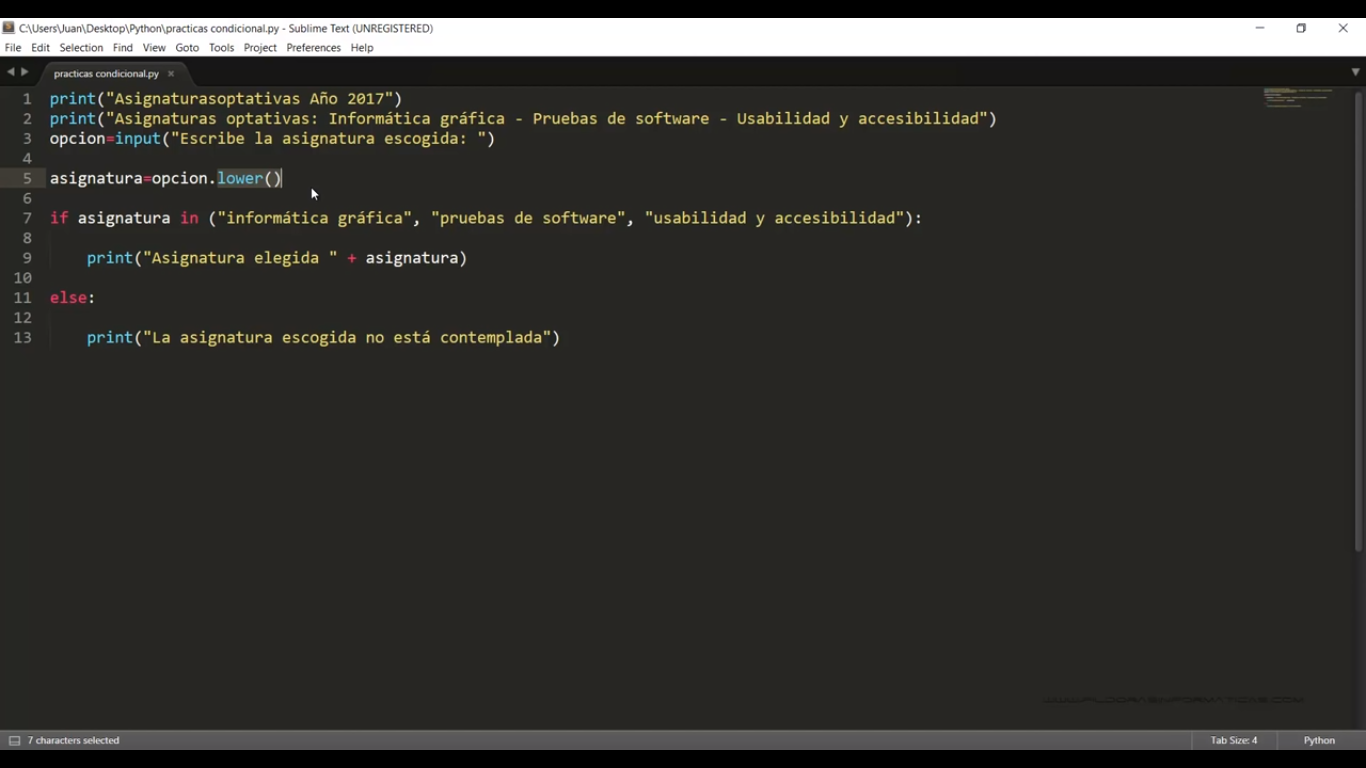 C:\Users\Juan\Desktop\Python\practicas condicional.py - Sublime Text (UNREGISTERED)
File Edit Selection Find View Goto Tools Project Preferences Help
practicas condicional.py ×
1 print("Asignaturasoptativas Año 2017")
2 print("Asignaturas optativas: Informática gráfica - Pruebas de software - Usabilidad y accesibilidad")
3 opcion=input("Escribe la asignatura escogida: ")
4
5 asignatura=opcion.lower()
6
7 if asignatura in ("informática gráfica", "pruebas de software", "usabilidad y accesibilidad"):
8
9 print("Asignatura elegida " + asignatura)
10
11 else:
12
13 print("La asignatura escogida no está contemplada")
WWW.PILDORASINFORMATICAS.COM
7 characters selected
Tab Size: 4 Python